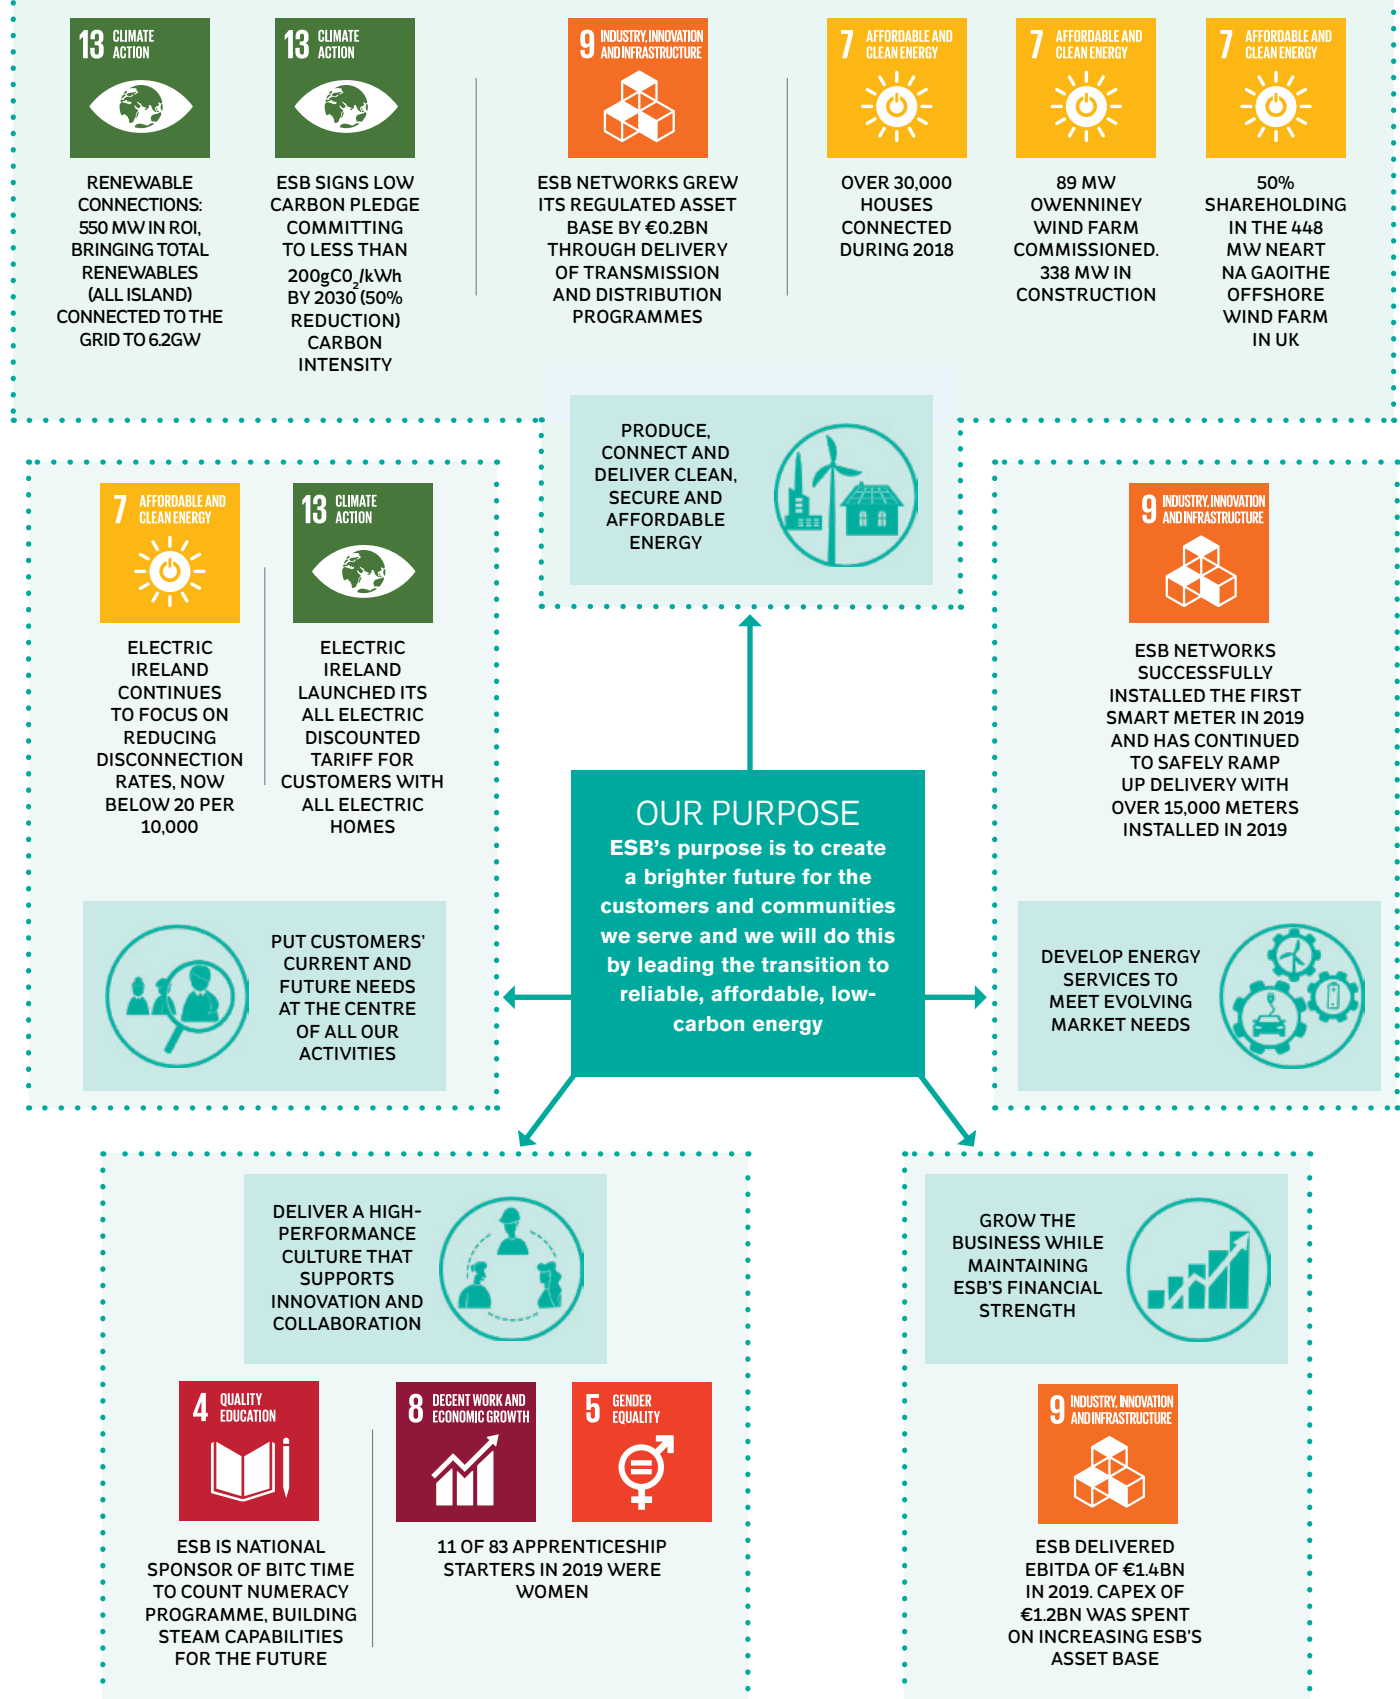 13 CLIMATE
ACTION
RENEWABLE
CONNECTIONS:
550 MW IN ROI,
BRINGING TOTAL
RENEWABLES
(ALL ISLAND)
CONNECTED TO THE
GRID TO 6.2GW
13 CLIMATE
ACTION
ESB SIGNS LOW
CARBON PLEDGE
COMMITTING
TO LESS THAN
200gC0₂/kWh
BY 2030 (50%
REDUCTION)
CARBON
INTENSITY
9 INDUSTRY, INNOVATION
AND INFRASTRUCTURE
ESB NETWORKS GREW
ITS REGULATED ASSET
BASE BY €0.2BN
THROUGH DELIVERY
OF TRANSMISSION
AND DISTRIBUTION
PROGRAMMES
7 AFFORDABLE AND
CLEAN ENERGY
OVER 30,000
HOUSES
CONNECTED
DURING 2018
7 AFFORDABLE AND
CLEAN ENERGY
89 MW
OWENNINEY
WIND FARM
COMMISSIONED.
338 MW IN
CONSTRUCTION
7 AFFORDABLE AND
CLEAN ENERGY
50%
SHAREHOLDING
IN THE 448
MW NEART
NA GAOITHE
OFFSHORE
WIND FARM
IN UK
PRODUCE,
CONNECT AND
DELIVER CLEAN,
SECURE AND
AFFORDABLE
ENERGY
7 AFFORDABLE AND
CLEAN ENERGY
ELECTRIC
IRELAND
CONTINUES
TO FOCUS ON
REDUCING
DISCONNECTION
RATES, NOW
BELOW 20 PER
10,000
13 CLIMATE
ACTION
ELECTRIC
IRELAND
LAUNCHED ITS
ALL ELECTRIC
DISCOUNTED
TARIFF FOR
CUSTOMERS WITH
ALL ELECTRIC
HOMES
PUT CUSTOMERS'
CURRENT AND
FUTURE NEEDS
AT THE CENTRE
OF ALL OUR
ACTIVITIES
OUR PURPOSE
ESB's purpose is to create
a brighter future for the
customers and communities
we serve and we will do this
by leading the transition to
reliable, affordable, low-
carbon energy
9 INDUSTRY, INNOVATION
AND INFRASTRUCTURE
ESB NETWORKS
SUCCESSFULLY
INSTALLED THE FIRST
SMART METER IN 2019
AND HAS CONTINUED
TO SAFELY RAMP
UP DELIVERY WITH
OVER 15,000 METERS
INSTALLED IN 2019
DEVELOP ENERGY
SERVICES TO
MEET EVOLVING
MARKET NEEDS
DELIVER A HIGH-
PERFORMANCE
CULTURE THAT
SUPPORTS
INNOVATION AND
COLLABORATION
4 QUALITY
EDUCATION
ESB IS NATIONAL
SPONSOR OF BITC TIME
TO COUNT NUMERACY
PROGRAMME, BUILDING
STEAM CAPABILITIES
FOR THE FUTURE
8 DECENT WORK AND
ECONOMIC GROWTH
5 GENDER
EQUALITY
11 OF 83 APPRENTICESHIP
STARTERS IN 2019 WERE
WOMEN
GROW THE
BUSINESS WHILE
MAINTAINING
ESB'S FINANCIAL
STRENGTH
9 INDUSTRY, INNOVATION
AND INFRASTRUCTURE
ESB DELIVERED
EBITDA OF €1.4BN
IN 2019. CAPEX OF
€1.2BN WAS SPENT
ON INCREASING ESB'S
ASSET BASE